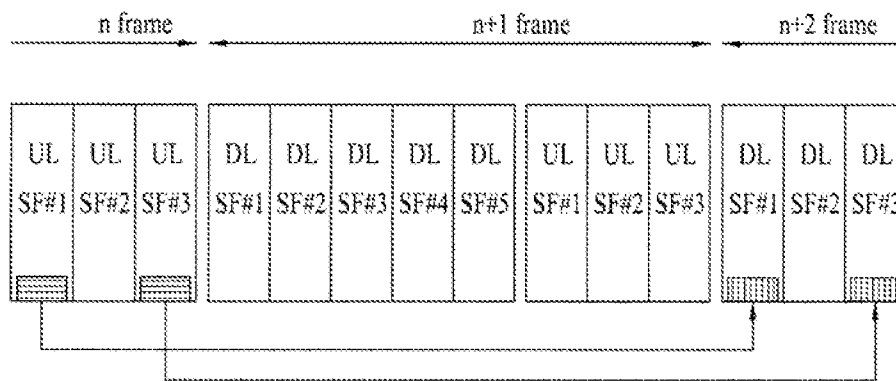 n frame n+1 frame n+2 frame
UL UL UL DL DL DL DL DL UL UL UL DL DL DL
SF#1 SF#2 SF#3 SF#1 SF#2 SF#3 SF#4 SF#5 SF#1 SF#2 SF#3 SF#1 SF#2 SF#3